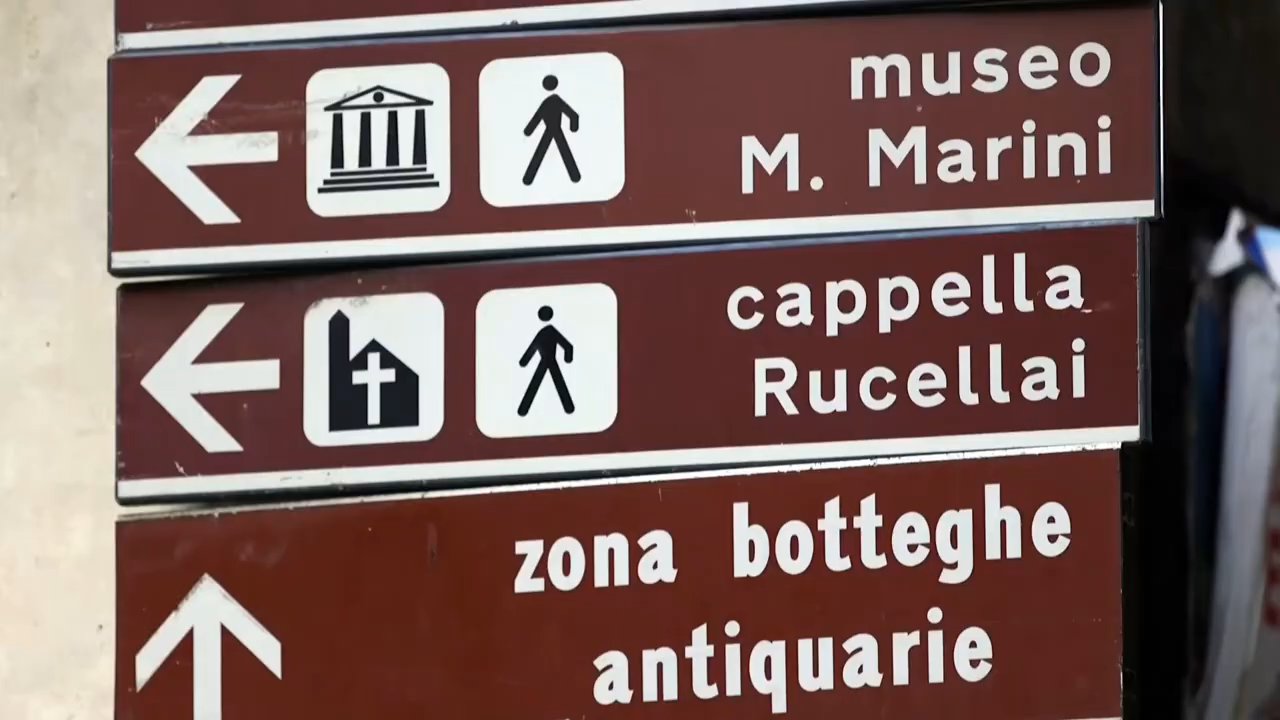 museo
M. Marini
cappella
Rucellai
zona botteghe
antiquarie